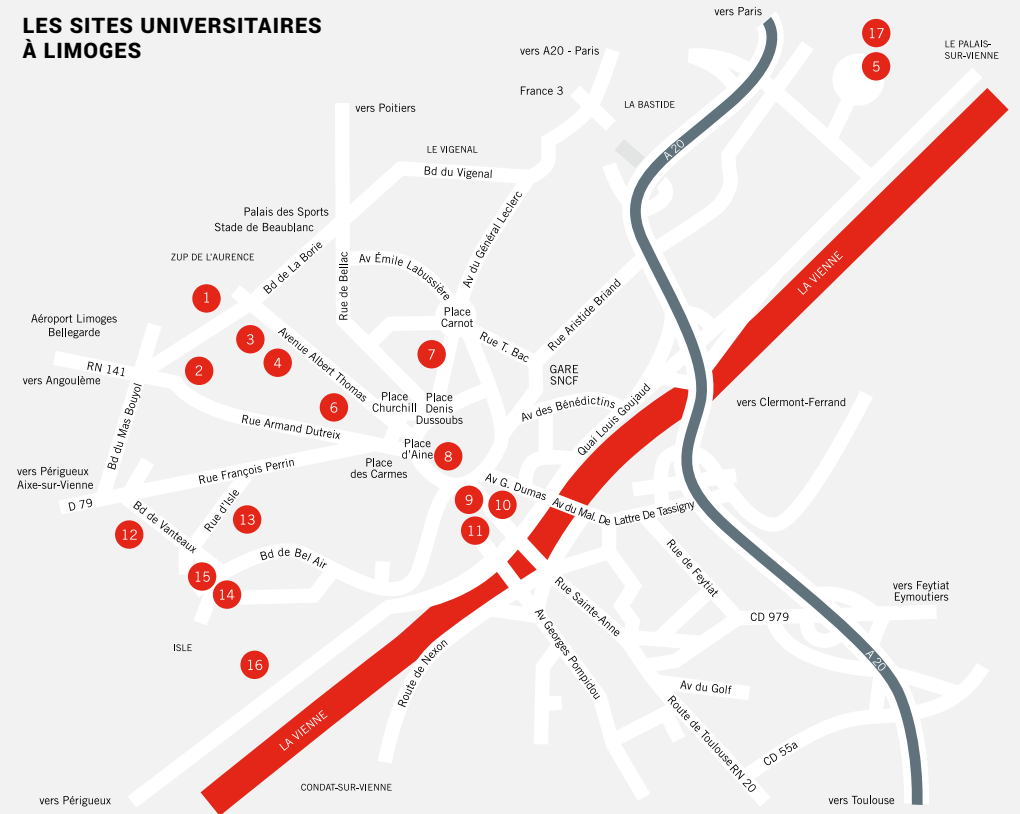 LES SITES UNIVERSITAIRES
À LIMOGES
vers Paris
17
5
LE PALAIS-
SUR-VIENNE
vers A20 - Paris
France 3
LA BASTIDE
vers Poitiers
A 20
LE VIGENAL
Bd du Vigenal
Palais des Sports
Stade de Beaublanc
ZUP DE L'AURENCE
Bd de La Borie
Rue de Bellac
Av Émile Labussière
Av du Général Leclerc
LA VIENNE
1
Aéroport Limoges
Bellegarde
3
4
2
Avenue Albert Thomas
Place
Carnot
7
Rue T. Bac
Rue Aristide Briand
GARE
SNCF
RN 141
vers Angoulême
Bd du Mas Bouyol
6
Place
Churchill
Place
Denis
Dussoubs
Av des Bénédictins
Quai Louis Goujaud
vers Clermont-Ferrand
Rue Armand Dutreix
Place
d'Aine
8
Place
des Carmes
vers Périgueux
Aixe-sur-Vienne
D 79
Rue François Perrin
Av G. Dumas
Av du Mal. De Lattre De Tassigny
9
10
11
12
Bd de Vanteaux
Rue d'Isle
13
Bd de Bel Air
15
14
Rue de Feytiat
vers Feytiat
Eymoutiers
CD 979
Rue Sainte-Anne
Av Georges Pompidou
ISLE
16
Route de Nexon
A 20
Av du Golf
Route de Toulouse RN 20
CD 55a
LA VIENNE
CONDAT-SUR-VIENNE
vers Périgueux
vers Toulouse